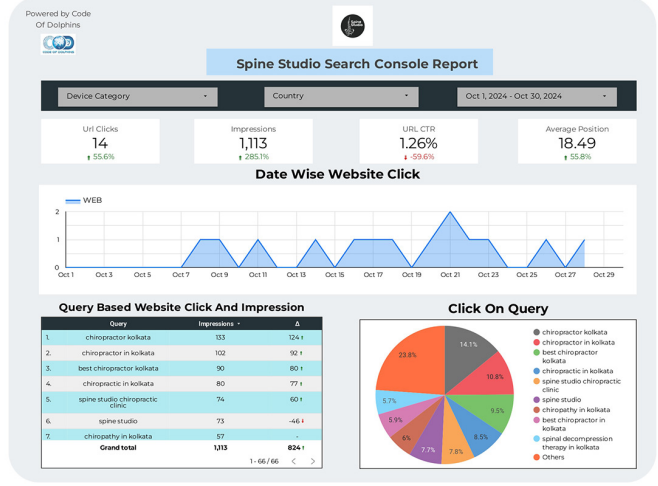 Powered by Code
Of Dolphins
CODE OF DOLPHINS
Spine
Studio
Spine Studio Search Console Report
Device Category
Country
Oct 1, 2024 - Oct 30, 2024
Url Clicks
14
55.6%
Impressions
1,113
285.1%
URL CTR
1.26%
-59.6%
Average Position
18.49
55.8%
Date Wise Website Click
WEB
2
1
0
Oct 1 Oct 3 Oct 5 Oct 7 Oct 9 Oct 11 Oct 13 Oct 15 Oct 17 Oct 19 Oct 21 Oct 23 Oct 25 Oct 27 Oct 29
Query Based Website Click And Impression
Query Impressions Δ
1. chiropractor kolkata 133 124
2. chiropractor in kolkata 102 92
3. best chiropractor kolkata 90 80
4. chiropractic in kolkata 80 77
5. spine studio chiropractic 74 60
clinic
6. spine studio 73 -46
7. chiropathy in kolkata 57 -
Grand total 1,113 824
1 - 66 / 66
Click On Query
14.1%
10.8%
9.5%
8.5%
7.8%
7.7%
6%
5.9%
5.7%
23.8%
chiropractor kolkata
chiropractor in kolkata
best chiropractor
kolkata
chiropractic in kolkata
spine studio chiropractic
clinic
spine studio
chiropathy in kolkata
best chiropractor in
kolkata
spinal decompression
therapy in kolkata
Others